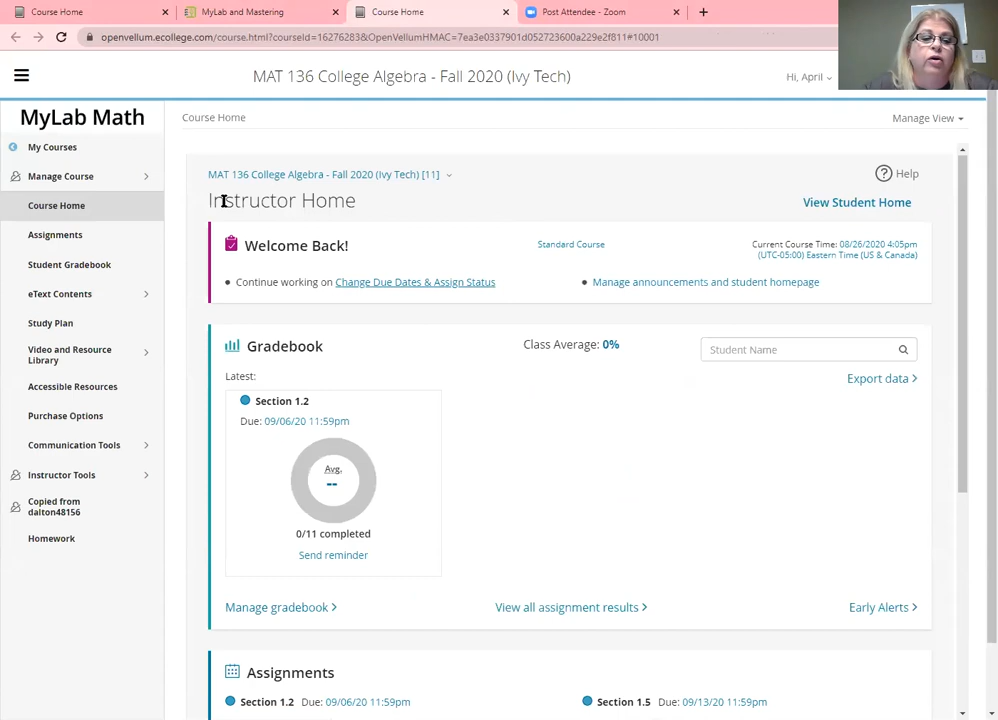 Course Home
MyLab and Mastering
Course Home
Post Attendee - Zoom
openvellum.ecollege.com/course.html?courseId=16276283&OpenVellumHMAC=7ea3e0337901d052723600a229e2f811#10001
MAT 136 College Algebra - Fall 2020 (Ivy Tech)
Hi, April
MyLab Math
Course Home
Manage View
My Courses
Manage Course
Course Home
Assignments
Student Gradebook
eText Contents
Study Plan
Video and Resource
Library
Accessible Resources
Purchase Options
Communication Tools
Instructor Tools
Copied from
dalton48156
Homework
MAT 136 College Algebra - Fall 2020 (Ivy Tech) [11]
Help
Instructor Home
View Student Home
Welcome Back!
Standard Course
Current Course Time: 08/26/2020 4:05pm
(UTC-05:00) Eastern Time (US & Canada)
• Continue working on Change Due Dates & Assign Status
• Manage announcements and student homepage
Gradebook
Class Average: 0%
Student Name
Latest:
Export data >
Section 1.2
Due: 09/06/20 11:59pm
Avg.
--
0/11 completed
Send reminder
Manage gradebook >
View all assignment results >
Early Alerts >
Assignments
Section 1.2 Due: 09/06/20 11:59pm
Section 1.5 Due: 09/13/20 11:59pm